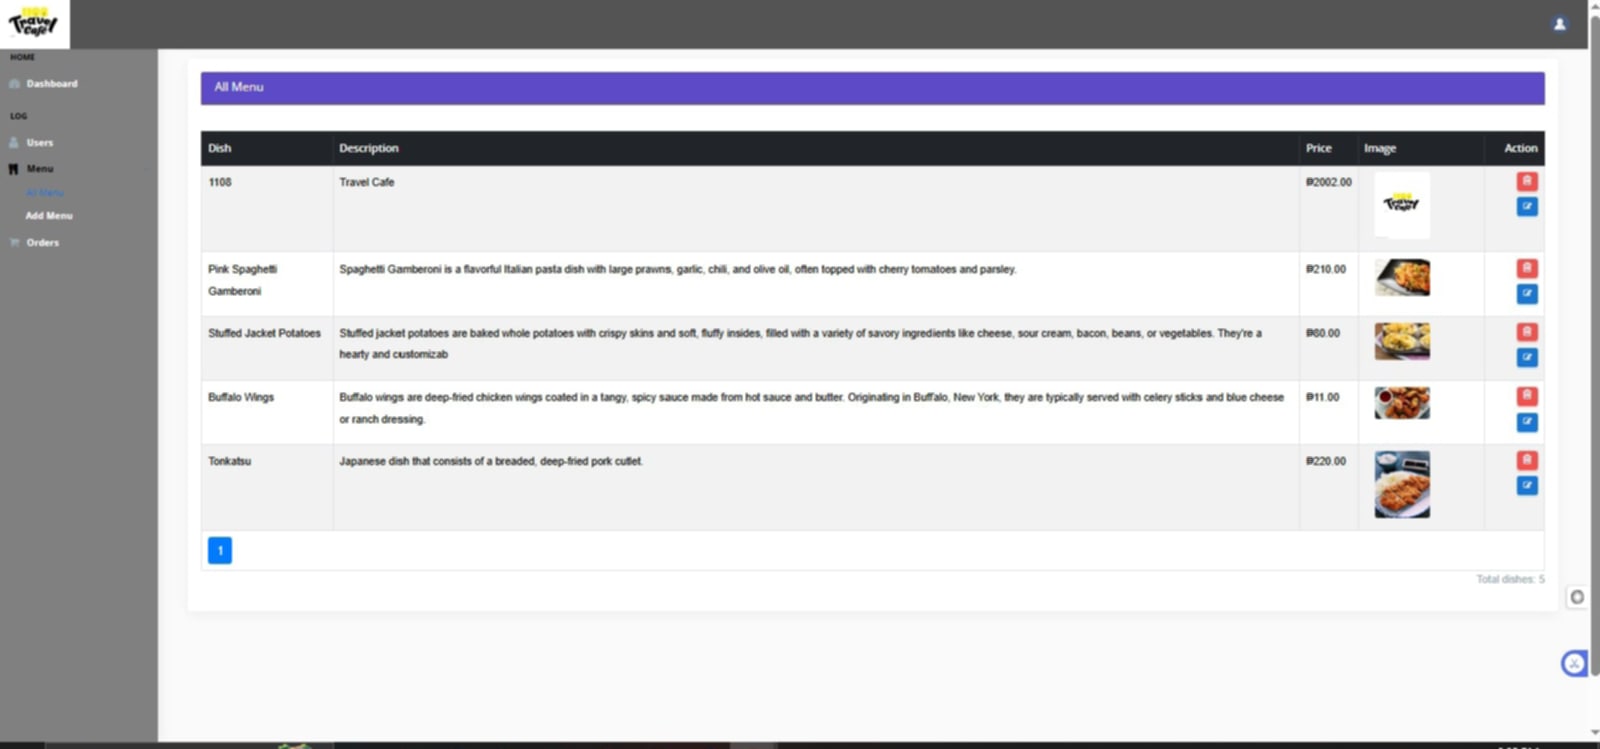 1108
Travel
Cafe
HOME
Dashboard
LOG
Users
Menu
All Menu
Add Menu
Orders
All Menu
Dish Description Price Image Action
1108 Travel Cafe ₱2002.00
Travel
Cafe
Pink Spaghetti Spaghetti Gamberoni is a flavorful Italian pasta dish with large prawns, garlic, chili, and olive oil, often topped with cherry tomatoes and parsley. ₱210.00
Gamberoni
Stuffed Jacket Potatoes Stuffed jacket potatoes are baked whole potatoes with crispy skins and soft, fluffy insides, filled with a variety of savory ingredients like cheese, sour cream, bacon, beans, or vegetables. They're a ₱60.00
hearty and customizab
Buffalo Wings Buffalo wings are deep-fried chicken wings coated in a tangy, spicy sauce made from hot sauce and butter. Originating in Buffalo, New York, they are typically served with celery sticks and blue cheese ₱11.00
or ranch dressing.
Tonkatsu Japanese dish that consists of a breaded, deep-fried pork cutlet. ₱220.00
1
Total dishes: 5